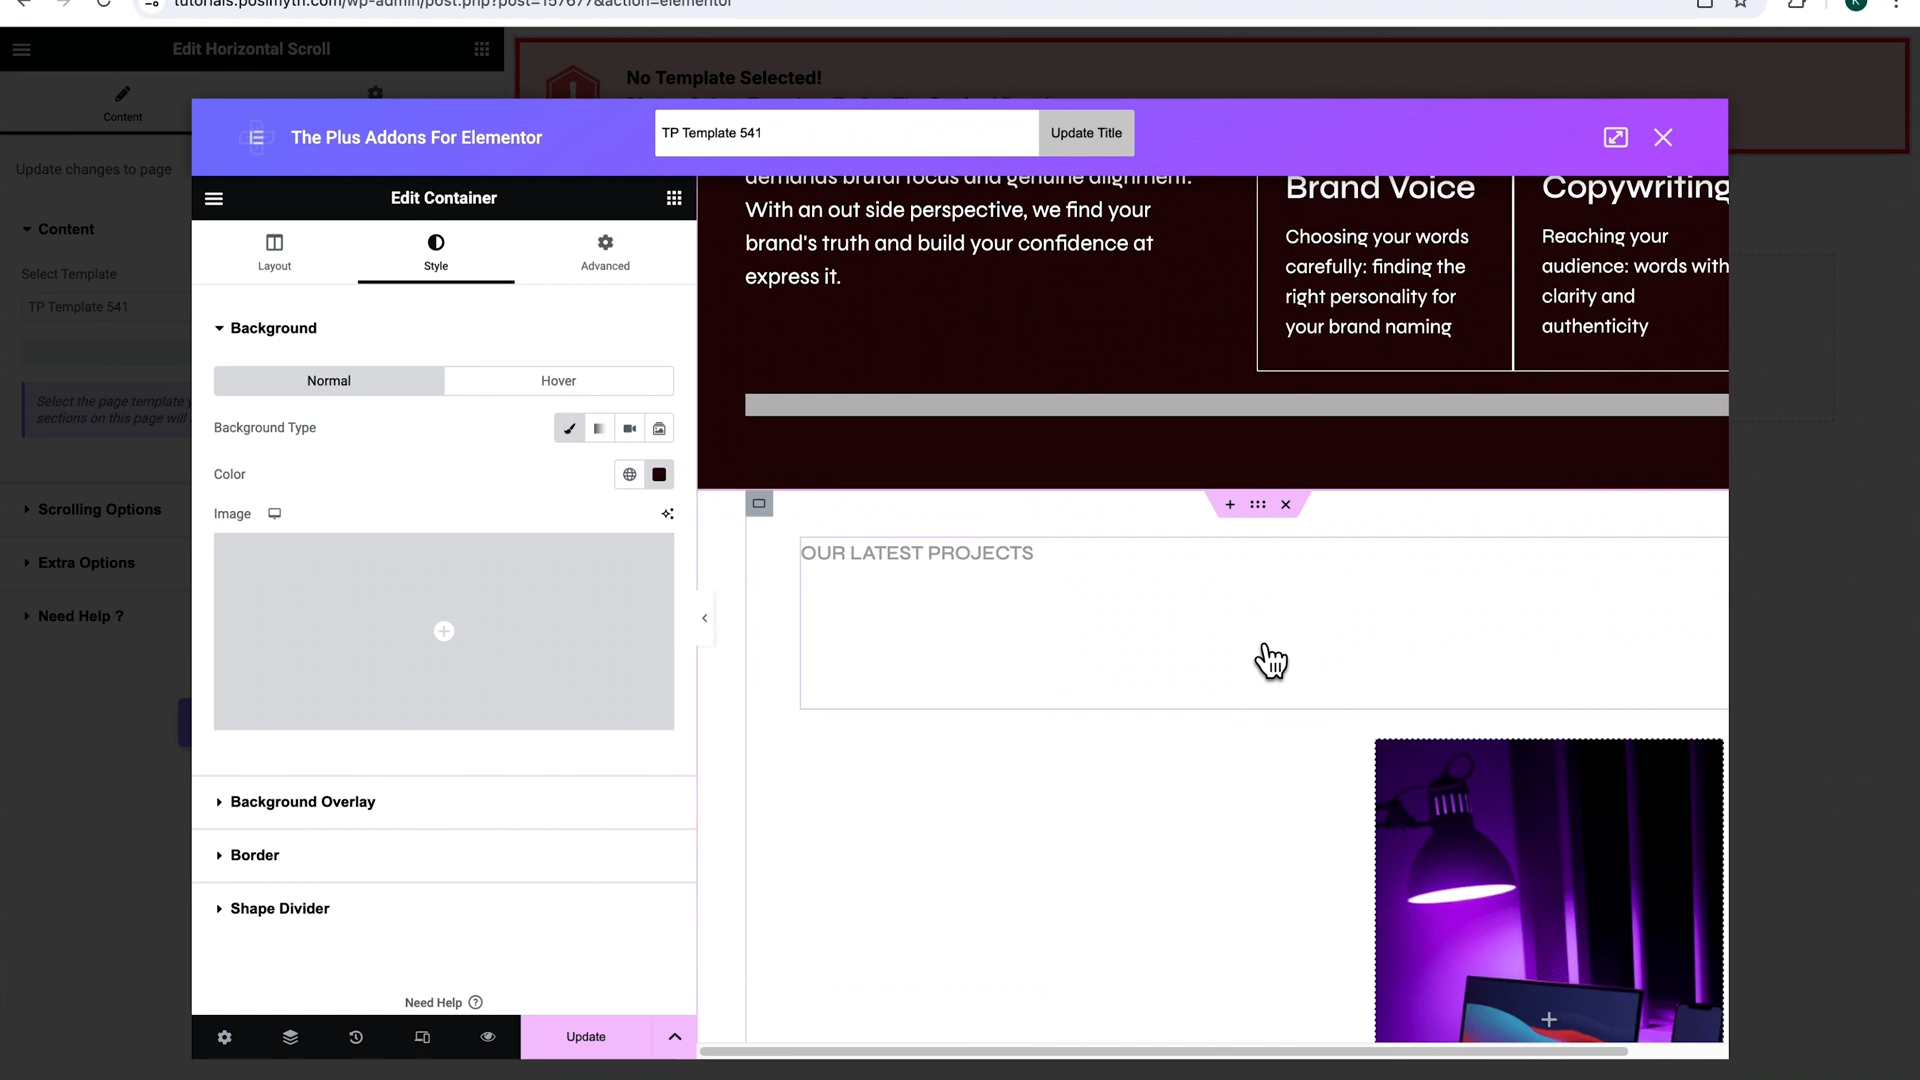 tutorials.posimyth.com/wp-admin/post.php?post=157677&action=elementor
K
Edit Horizontal Scroll
No Template Selected!
Content
Update changes to page
Content
Select Template
TP Template 541
Select the page template y
sections on this page will
Scrolling Options
Extra Options
Need Help ?
The Plus Addons For Elementor
TP Template 541
Update Title
Edit Container
Layout
Style
Advanced
Background
Normal
Hover
Background Type
Color
Image
Background Overlay
Border
Shape Divider
Need Help
Update
demands brutal focus and genuine alignment.
With an out side perspective, we find your
brand's truth and build your confidence at
express it.
Brand Voice
Choosing your words
carefully: finding the
right personality for
your brand naming
Copywriting
Reaching your
audience: words with
clarity and
authenticity
OUR LATEST PROJECTS